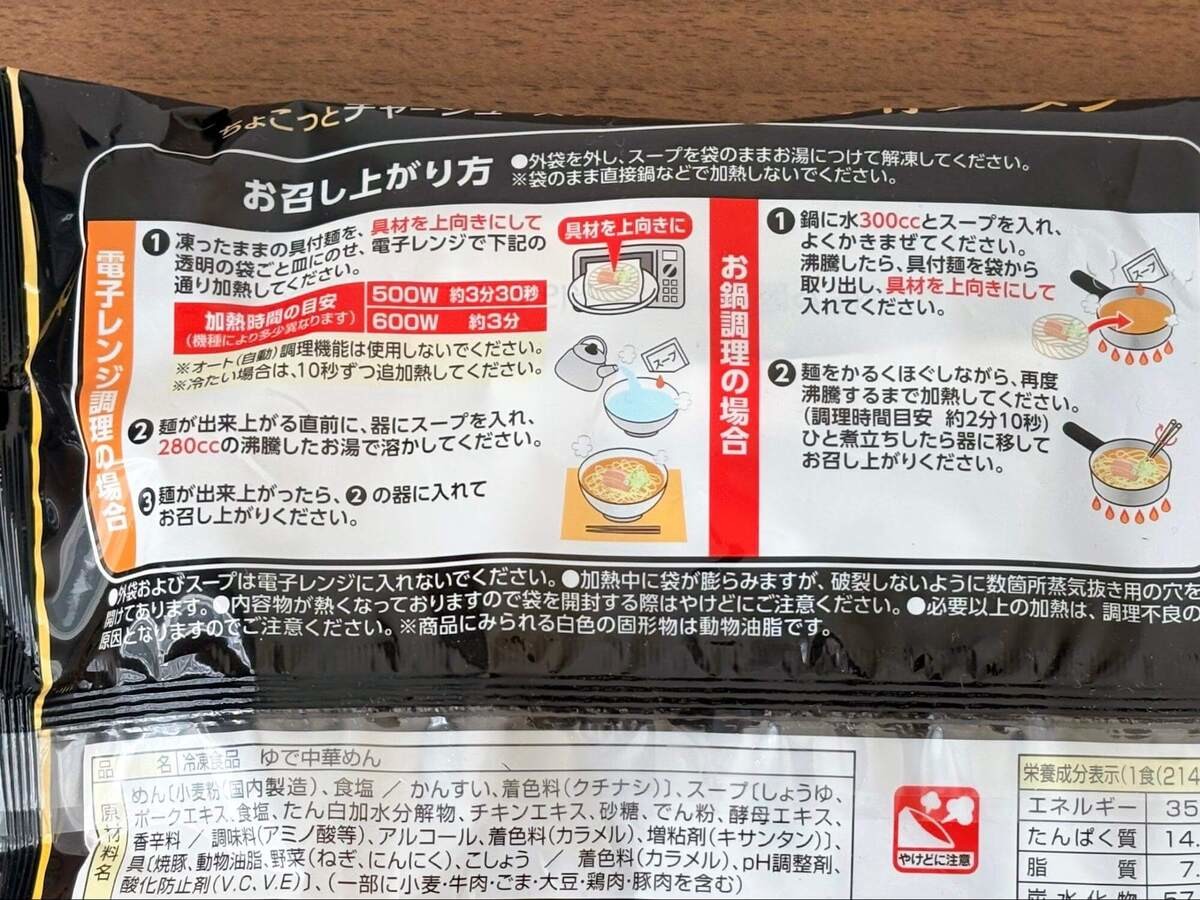 ちょこっとチャーシュー
お召し上がり方
●外袋を外し、スープを袋のままお湯につけて解凍してください。
※袋のまま直接鍋などで加熱しないでください。
電子レンジ調理の場合
❶凍ったままの具付麺を、具材を上向きにして
透明の袋ごと皿にのせ、電子レンジで下記の
通り加熱してください。
加熱時間の目安
(機種により多少異なります)
500W 約3分30秒
600W 約3分
※オート(自動)調理機能は使用しないでください。
※冷たい場合は、10秒ずつ追加熱してください。
❷麺が出来上がる直前に、器にスープを入れ、
280ccの沸騰したお湯で溶かしてください。
❸麺が出来上がったら、❷の器に入れて
お召し上がりください。
具材を上向きに
スープ
お鍋調理の場合
❶鍋に水300ccとスープを入れ、
よくかきまぜてください。
沸騰したら、具付麺を袋から
取り出し、具材を上向きにして
入れてください。
スープ
❷麺をかるくほぐしながら、再度
沸騰するまで加熱してください。
(調理時間目安 約2分10秒)
ひと煮立ちしたら器に移して
お召し上がりください。
●外袋およびスープは電子レンジに入れないでください。●加熱中に袋が膨らみますが、破裂しないように数箇所蒸気抜き用の穴を
開けてあります。●内容物が熱くなっておりますので袋を開封する際はやけどにご注意ください。●必要以上の加熱は、調理不良の
原因となりますのでご注意ください。※商品にみられる白色の固形物は動物油脂です。
品名 冷凍食品 ゆで中華めん
原材料名
めん〔小麦粉(国内製造)、食塩 / かんすい、着色料(クチナシ)〕、スープ〔しょうゆ、
ポークエキス、食塩、たん白加水分解物、チキンエキス、砂糖、でん粉、酵母エキス、
香辛料 / 調味料(アミノ酸等)、アルコール、着色料(カラメル)、増粘剤(キサンタン)〕、
具〔焼豚、動物油脂、野菜(ねぎ、にんにく)、こしょう / 着色料(カラメル)、pH調整剤、
酸化防止剤(V.C、V.E)〕、(一部に小麦・牛肉・ごま・大豆・鶏肉・豚肉を含む)
やけどに注意
栄養成分表示(1食(214
エネルギー 35
たんぱく質 14.
脂質 7.
炭水化物 57.